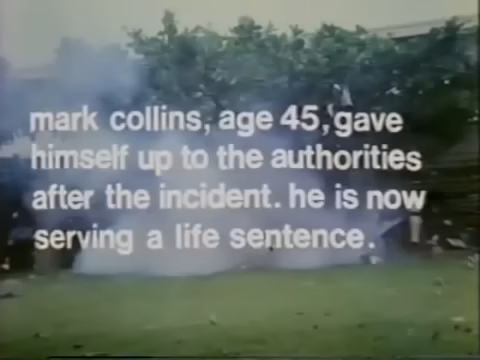 mark collins, age 45, gave
himself up to the authorities
after the incident. he is now
serving a life sentence.